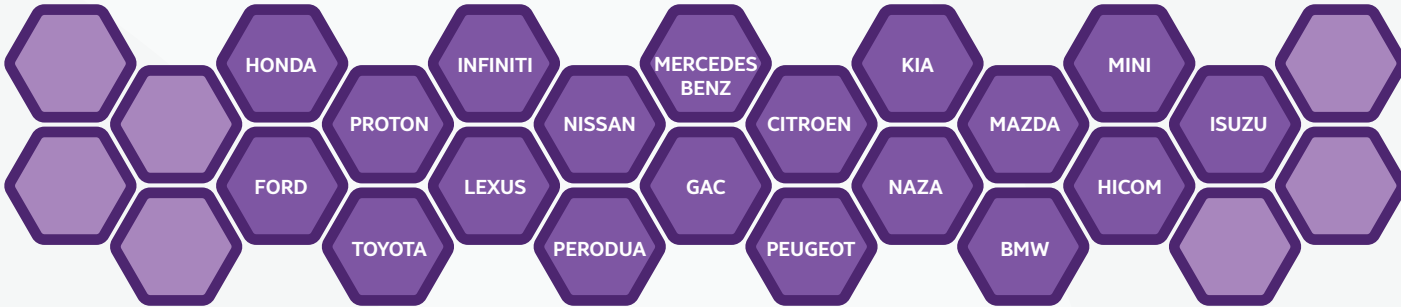 HONDA
INFINITI
MERCEDES
BENZ
KIA
MINI
PROTON
NISSAN
CITROEN
MAZDA
ISUZU
FORD
LEXUS
GAC
NAZA
HICOM
TOYOTA
PERODUA
PEUGEOT
BMW